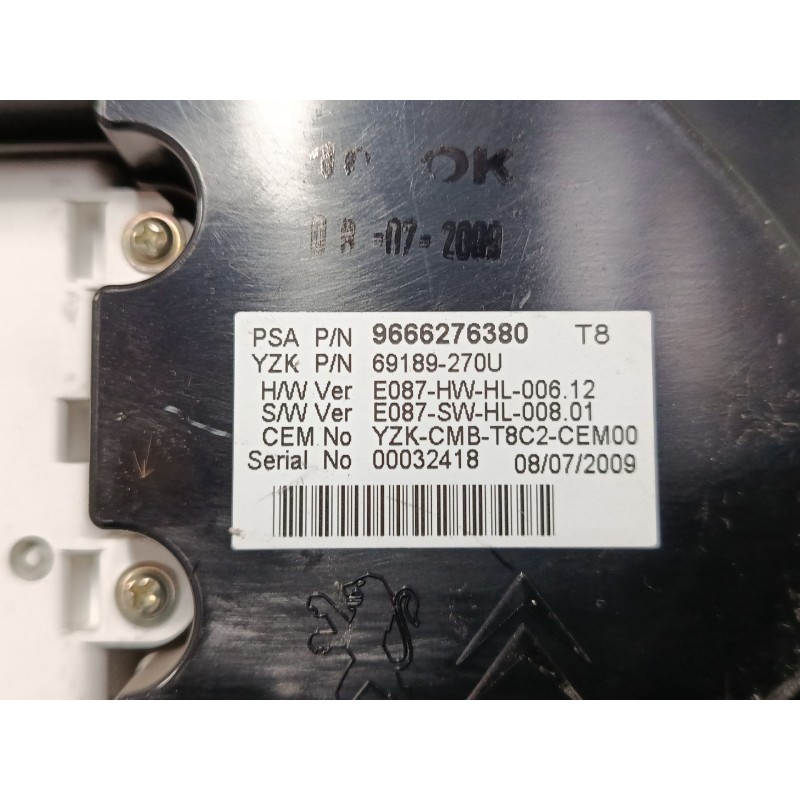 OK
-07-2009
PSA P/N 9666276380 T8
YZK P/N 69189-270U
H/W Ver E087-HW-HL-006.12
S/W Ver E087-SW-HL-008.01
CEM No YZK-CMB-T8C2-CEM00
Serial No 00032418 08/07/2009